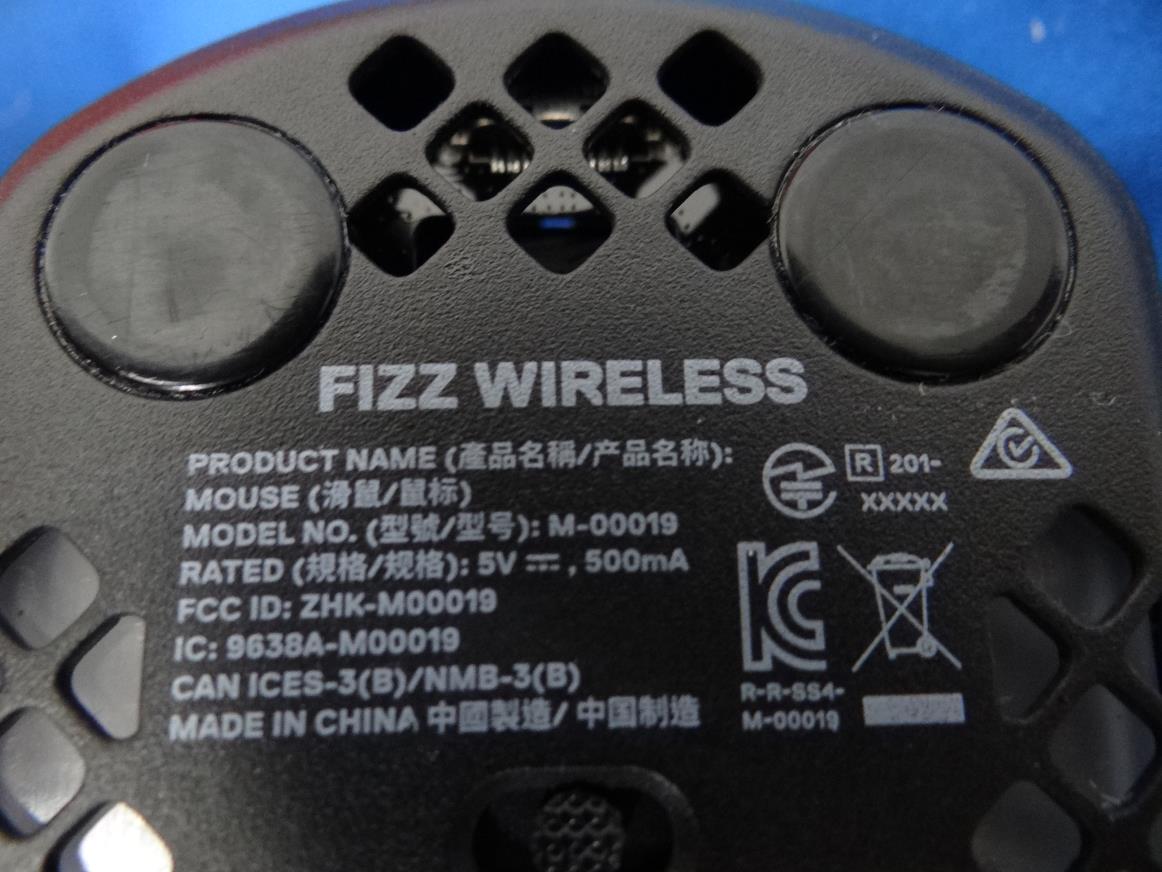 FIZZ WIRELESS
PRODUCT NAME (產品名稱/产品名称):
MOUSE (滑鼠/鼠标)
MODEL NO. (型號/型号): M-00019
RATED (規格/规格): 5V ⎓ , 500mA
FCC ID: ZHK-M00019
IC: 9638A-M00019
CAN ICES-3(B)/NMB-3(B)
MADE IN CHINA 中國製造/ 中国制造
R 201-
XXXXX
R-R-SS4-
M-00019